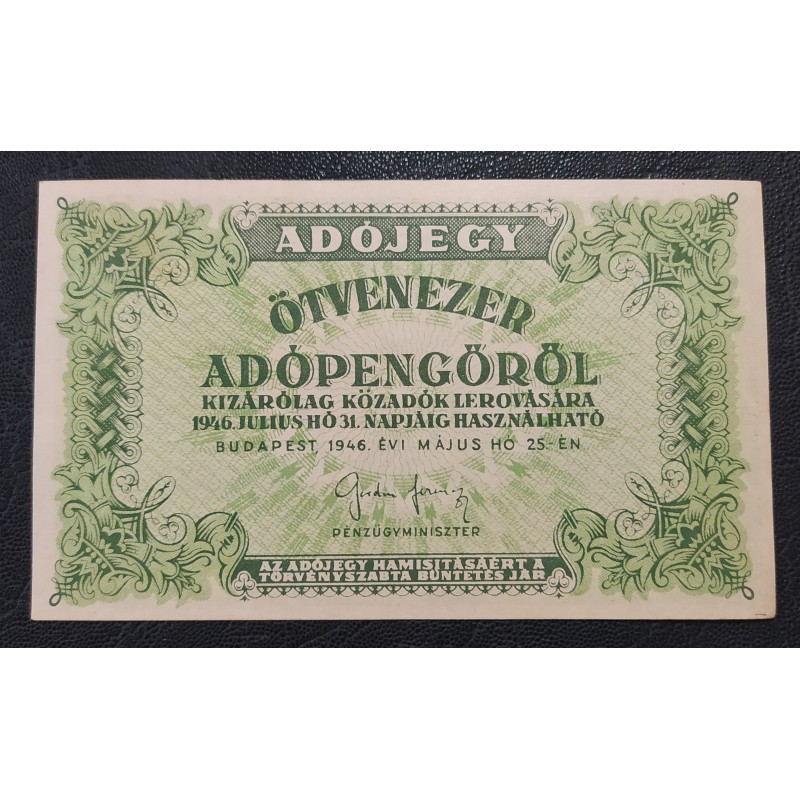 ADÓJEGY
ÖTVENEZER
ADÓPENGŐRŐL
KIZÁRÓLAG KÖZADÓK LEROVÁSÁRA
1946. JULIUS HÓ 31. NAPJÁIG HASZNÁLHATÓ
BUDAPEST, 1946. ÉVI MÁJUS HÓ 25.-ÉN
PÉNZÜGYMINISZTER
AZ ADÓJEGY HAMISITÁSÁÉRT A
TÖRVÉNYSZABTA BÜNTETÉS JÁR